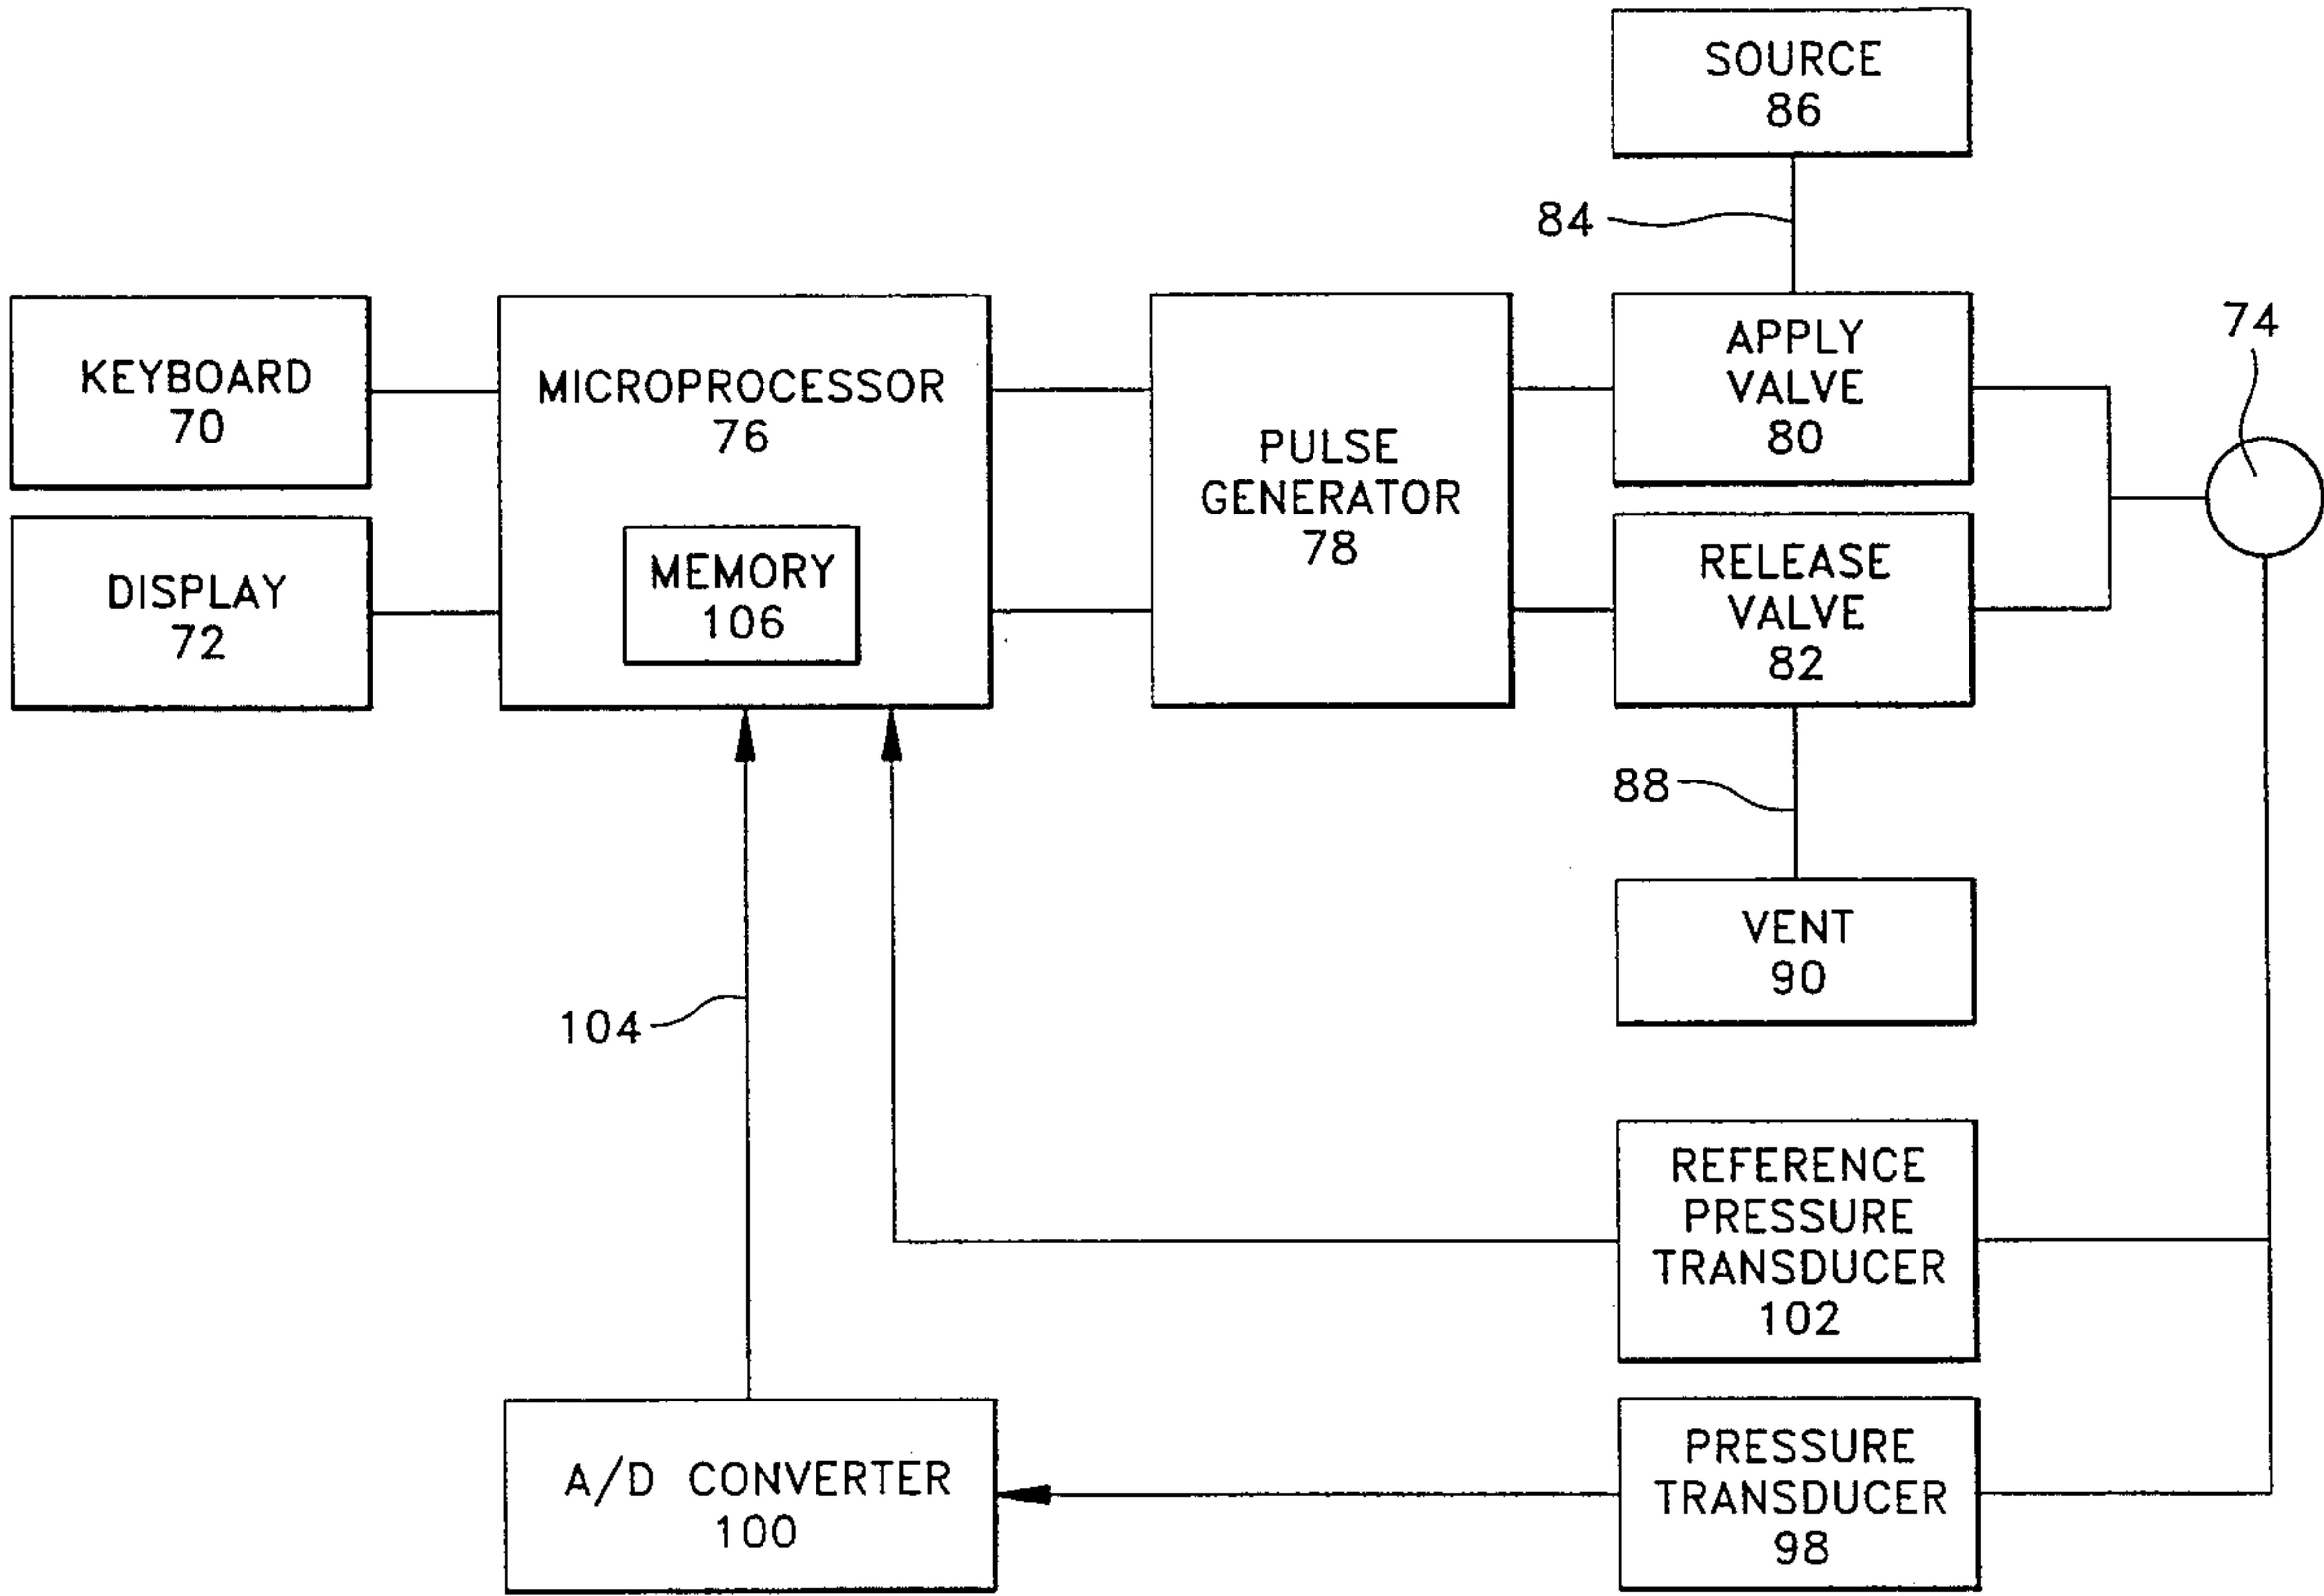 SOURCE
86
84
74
KEYBOARD
70
MICROPROCESSOR
76
PULSE
GENERATOR
78
APPLY
VALVE
80
DISPLAY
72
MEMORY
106
RELEASE
VALVE
82
88
VENT
90
104
REFERENCE
PRESSURE
TRANSDUCER
102
A/D CONVERTER
100
PRESSURE
TRANSDUCER
98